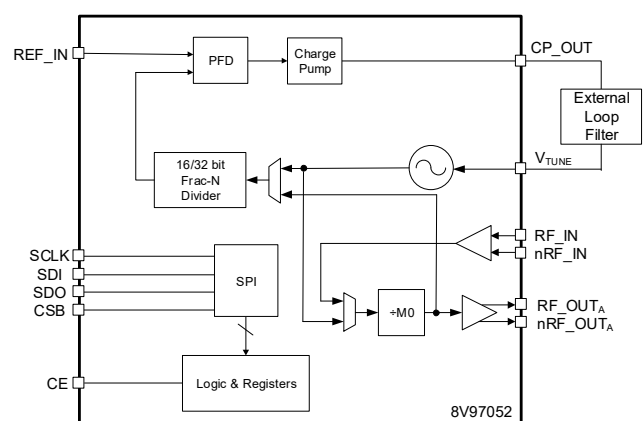 REF_IN
PFD
Charge
Pump
CP_OUT
External
Loop
Filter
VTUNE
16/32 bit
Frac-N
Divider
RF_IN
nRF_IN
SCLK
SDI
SDO
CSB
SPI
÷M0
RF_OUTA
nRF_OUTA
CE
Logic & Registers
8V97052